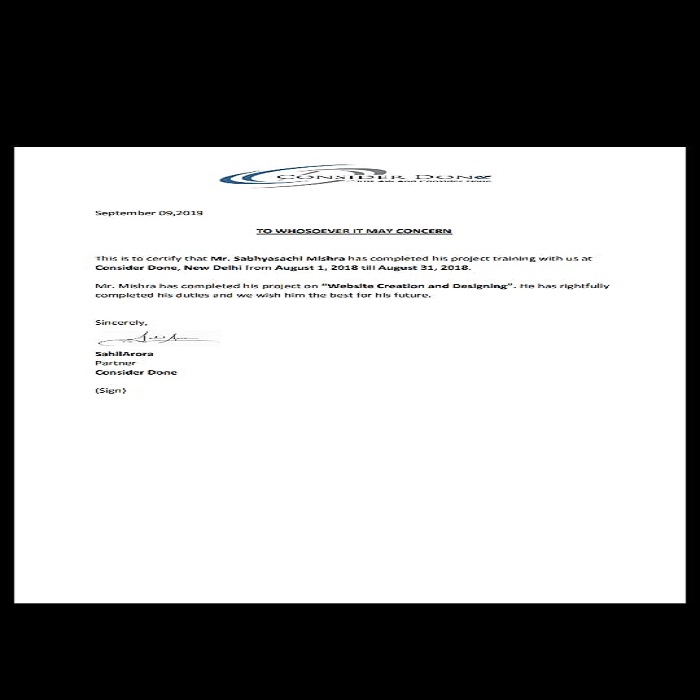 CONSIDER DONE
September 09,2019
TO WHOSOEVER IT MAY CONCERN
This is to certify that Mr. Sabhyasachi Mishra has completed his project training with us at
Consider Done, New Delhi from August 1, 2018 till August 31, 2018.
Mr. Mishra has completed his project on “Website Creation and Designing”. He has rightfully
completed his duties and we wish him the best for his future.
Sincerely,
SahilArora
Partner
Consider Done
(Sign)